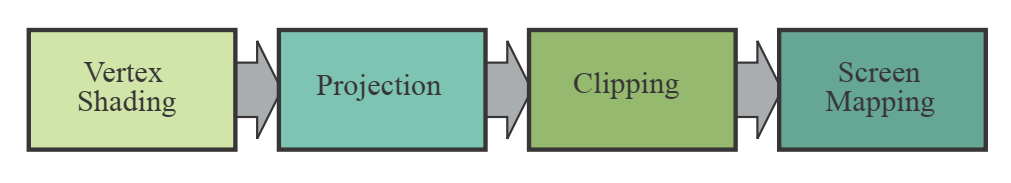 Vertex
Shading
Projection
Clipping
Screen
Mapping